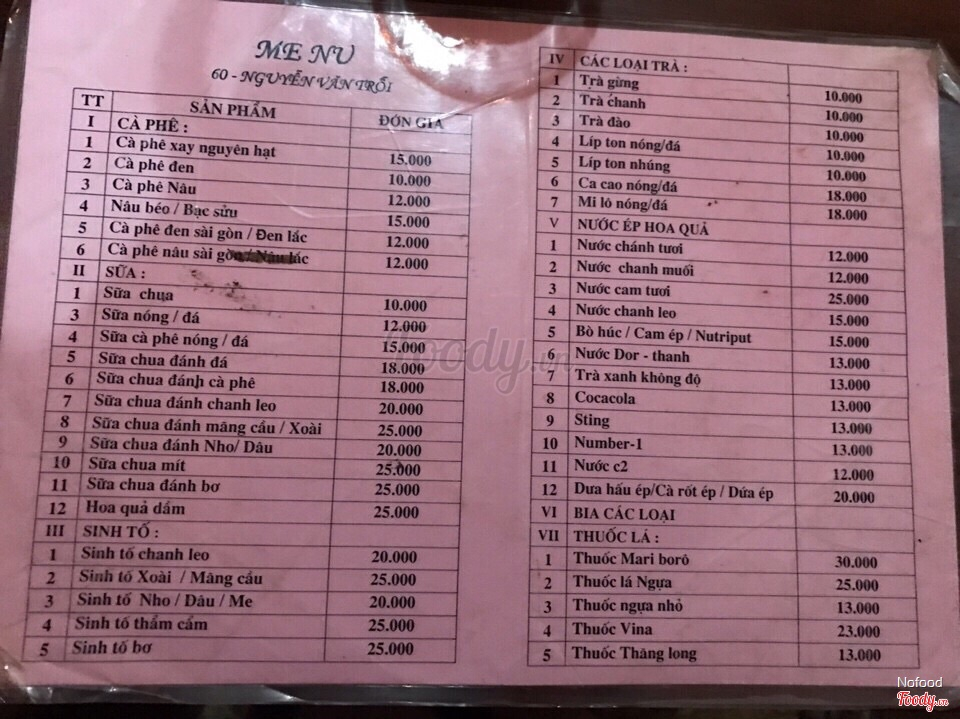 ME NU
60 - NGUYỄN VĂN TRỖI
TT SẢN PHẨM ĐÓN GIA
I CÀ PHÊ :
1 Cà phê xay nguyên hạt 15.000
2 Cà phê đen 10.000
3 Cà phê Nâu 12.000
4 Nâu béo / Bạc sửu 15.000
5 Cà phê đen sài gòn / Đen lắc 12.000
6 Cà phê nâu sài gòn / Nâu lắc 12.000
II SỮA :
1 Sữa chụa 10.000
3 Sữa nóng / đá 12.000
4 Sữa cà phê nóng / đá 15.000
5 Sữa chua đánh đá 18.000
6 Sữa chua đánh cà phê 18.000
7 Sữa chua đánh chanh leo 20.000
8 Sữa chua đánh mãng cầu / Xoài 25.000
9 Sữa chua đánh Nho/ Dâu 20.000
10 Sữa chua mít 25.000
11 Sữa chua đánh bơ 25.000
12 Hoa quả dầm 25.000
III SINH TỐ :
1 Sinh tố chanh leo 20.000
2 Sinh tố Xoài / Mãng cầu 25.000
3 Sinh tố Nho / Dâu / Me 20.000
4 Sinh tố thẩm cẩm 25.000
5 Sinh tố bơ 25.000
IV CÁC LOẠI TRÀ :
1 Trà gừng 10.000
2 Trà chanh 10.000
3 Trà đào 10.000
4 Líp ton nóng/đá 10.000
5 Líp ton nhúng 10.000
6 Ca cao nóng/đá 18.000
7 Mi lô nóng/đá 18.000
V NƯỚC ÉP HOA QUẢ
1 Nước chánh tươi 12.000
2 Nước chanh muối 12.000
3 Nước cam tươi 25.000
4 Nước chanh leo 15.000
5 Bò húc / Cam ép / Nutriput 15.000
6 Nước Dor - thanh 13.000
7 Trà xanh không độ 13.000
8 Cocacola 13.000
9 Sting 13.000
10 Number-1 13.000
11 Nước c2 12.000
12 Dưa hấu ép/Cà rốt ép / Dứa ép 20.000
VI BIA CÁC LOẠI
VII THUỐC LÁ :
1 Thuốc Mari borô 30.000
2 Thuốc lá Ngựa 25.000
3 Thuốc ngựa nhỏ 13.000
4 Thuốc Vina 23.000
5 Thuốc Thăng long 13.000
foody.vn
Nofood
Foody.vn